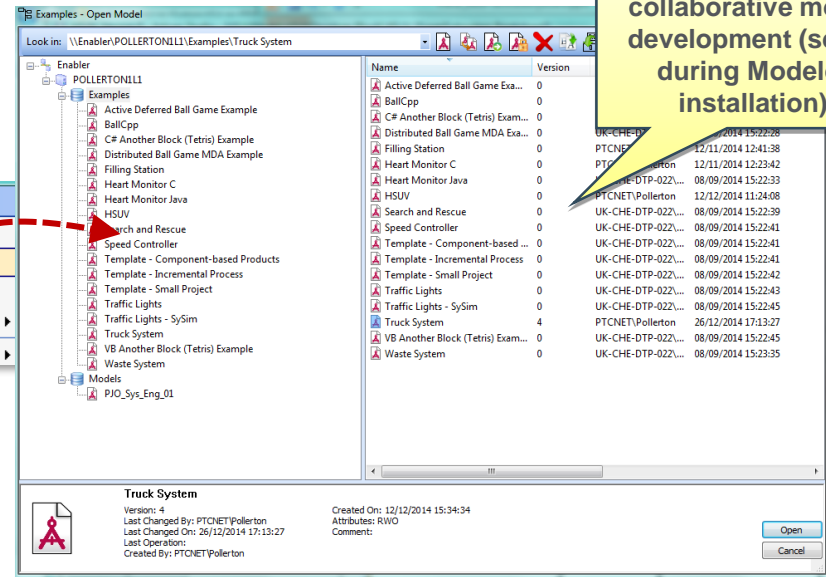 collaborative
development
during
installation)
Examples - Open Model
Look in: \\Enabler\POLLERTON1L1\Examples\Truck System
Enabler
POLLERTON1L1
Examples
Active Deferred Ball Game Example
BallCpp
C# Another Block (Tetris) Example
Distributed Ball Game MDA Example
Filling Station
Heart Monitor C
Heart Monitor Java
HSUV
Search and Rescue
Speed Controller
Template - Component-based Products
Template - Incremental Process
Template - Small Project
Traffic Lights
Traffic Lights - SySim
Truck System
VB Another Block (Tetris) Example
Waste System
Models
PJO_Sys_Eng_01
Name Version
Active Deferred Ball Game Exa... 0
BallCpp 0
C# Another Block (Tetris) Exam... 0
Distributed Ball Game MDA Exa... 0 15:22:28
Filling Station 0 12/11/2014 12:41:38
Heart Monitor C 0 12/11/2014 12:23:42
Heart Monitor Java 0 UK-CHE-DTP-022\... 08/09/2014 15:22:33
HSUV 0 PTCNET\Pollerton 12/12/2014 11:24:08
Search and Rescue 0 UK-CHE-DTP-022\... 08/09/2014 15:22:39
Speed Controller 0 UK-CHE-DTP-022\... 08/09/2014 15:22:41
Template - Component-based ... 0 UK-CHE-DTP-022\... 08/09/2014 15:22:41
Template - Incremental Process 0 UK-CHE-DTP-022\... 08/09/2014 15:22:41
Template - Small Project 0 UK-CHE-DTP-022\... 08/09/2014 15:22:42
Traffic Lights 0 UK-CHE-DTP-022\... 08/09/2014 15:22:43
Traffic Lights - SySim 0 UK-CHE-DTP-022\... 08/09/2014 15:22:45
Truck System 4 PTCNET\Pollerton 26/12/2014 17:13:27
VB Another Block (Tetris) Exam... 0 UK-CHE-DTP-022\... 08/09/2014 15:22:45
Waste System 0 UK-CHE-DTP-022\... 08/09/2014 15:23:35
Truck System
Version: 4
Last Changed By: PTCNET\Pollerton
Last Changed On: 26/12/2014 17:13:27
Last Operation:
Created By: PTCNET\Pollerton
Created On: 12/12/2014 15:34:34
Attributes: RWO
Comment:
Open
Cancel